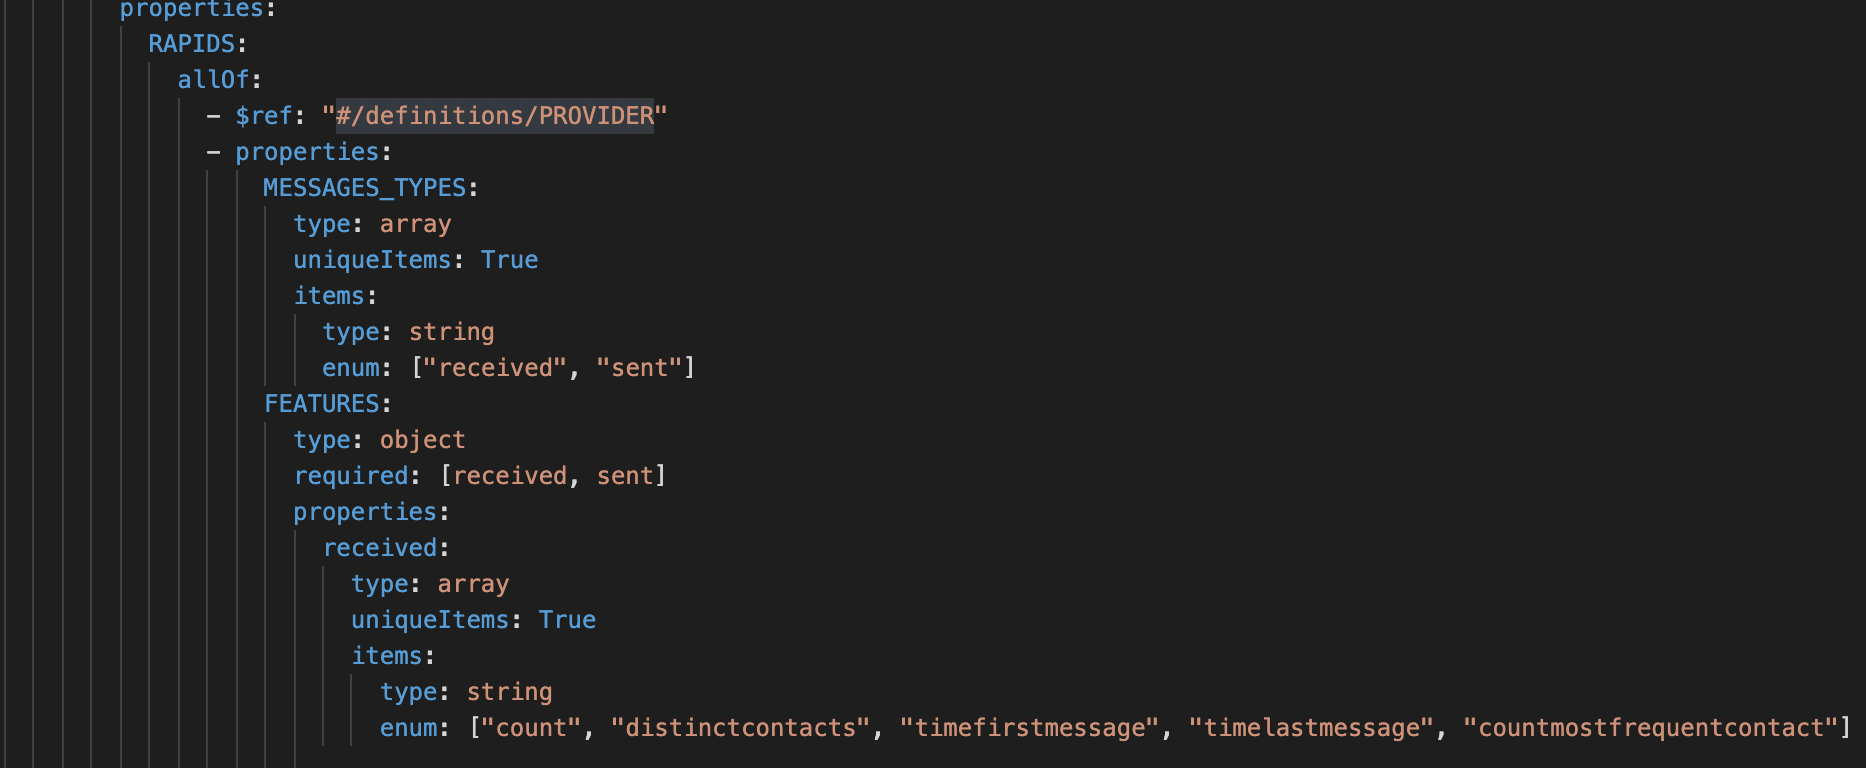 properties:
RAPIDS:
allOf:
- $ref: "#/definitions/PROVIDER"
- properties:
MESSAGES_TYPES:
type: array
uniqueItems: True
items:
type: string
enum: ["received", "sent"]
FEATURES:
type: object
required: [received, sent]
properties:
received:
type: array
uniqueItems: True
items:
type: string
enum: ["count", "distinctcontacts", "timefirstmessage", "timelastmessage", "countmostfrequentcontact"]